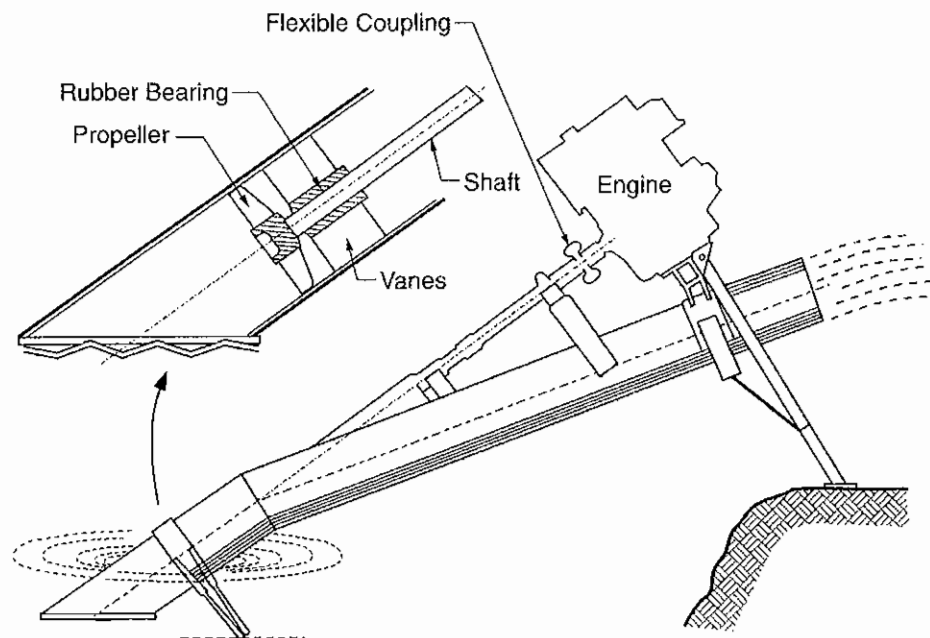 Flexible Coupling
Rubber Bearing
Propeller
Shaft
Engine
Vanes